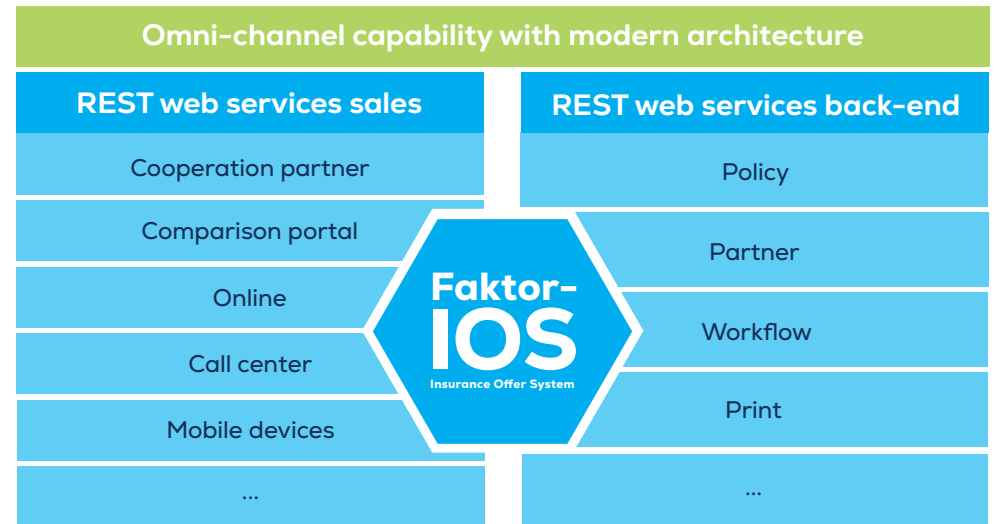 Omni-channel capability with modern architecture
REST web services sales
Cooperation partner
Comparison portal
Online
Call center
Mobile devices
...
Faktor-
IOS
Insurance Offer System
REST web services back-end
Policy
Partner
Workflow
Print
...